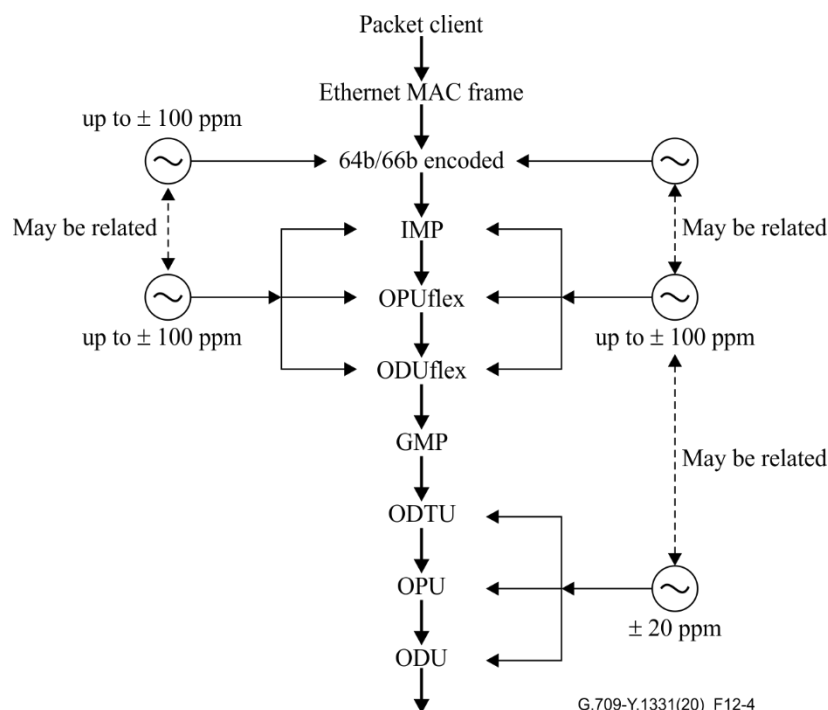 Packet client
Ethernet MAC frame
up to ± 100 ppm
64b/66b encoded
May be related
IMP
May be related
OPUflex
up to ± 100 ppm
up to ± 100 ppm
ODUflex
GMP
May be related
ODTU
OPU
± 20 ppm
ODU
G.709-Y.1331(20)_F12-4